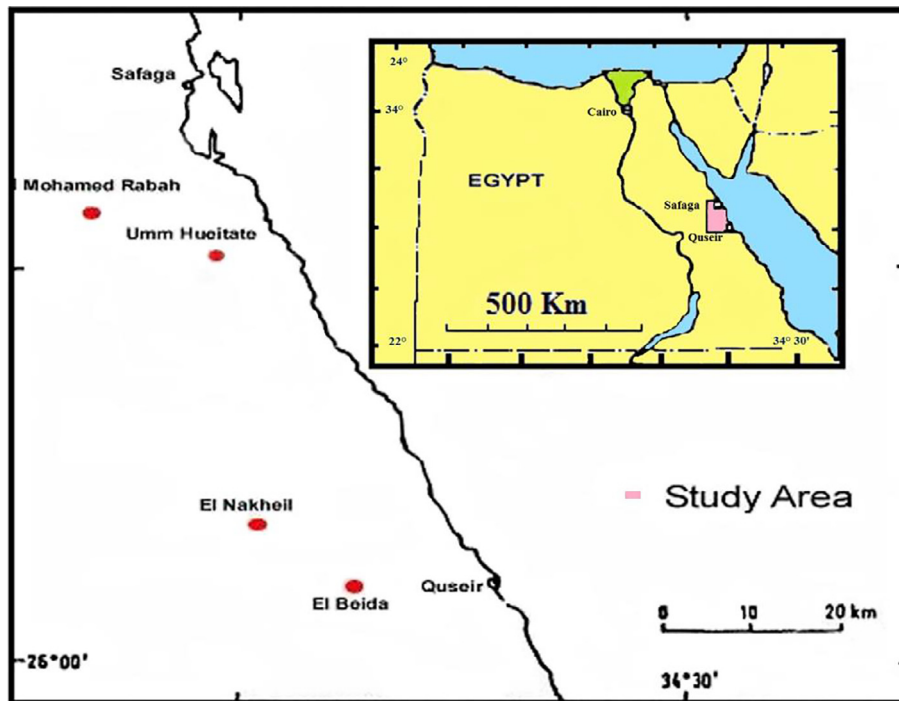 Safaga
l Mohamed Rabah
Umm Hueitate
El Nakheil
El Beida
Quseir
-26°00'
34°30'
Study Area
0 10 20 km
24°
34°
Cairo
EGYPT
Safaga
Quseir
500 Km
22°
34° 30'